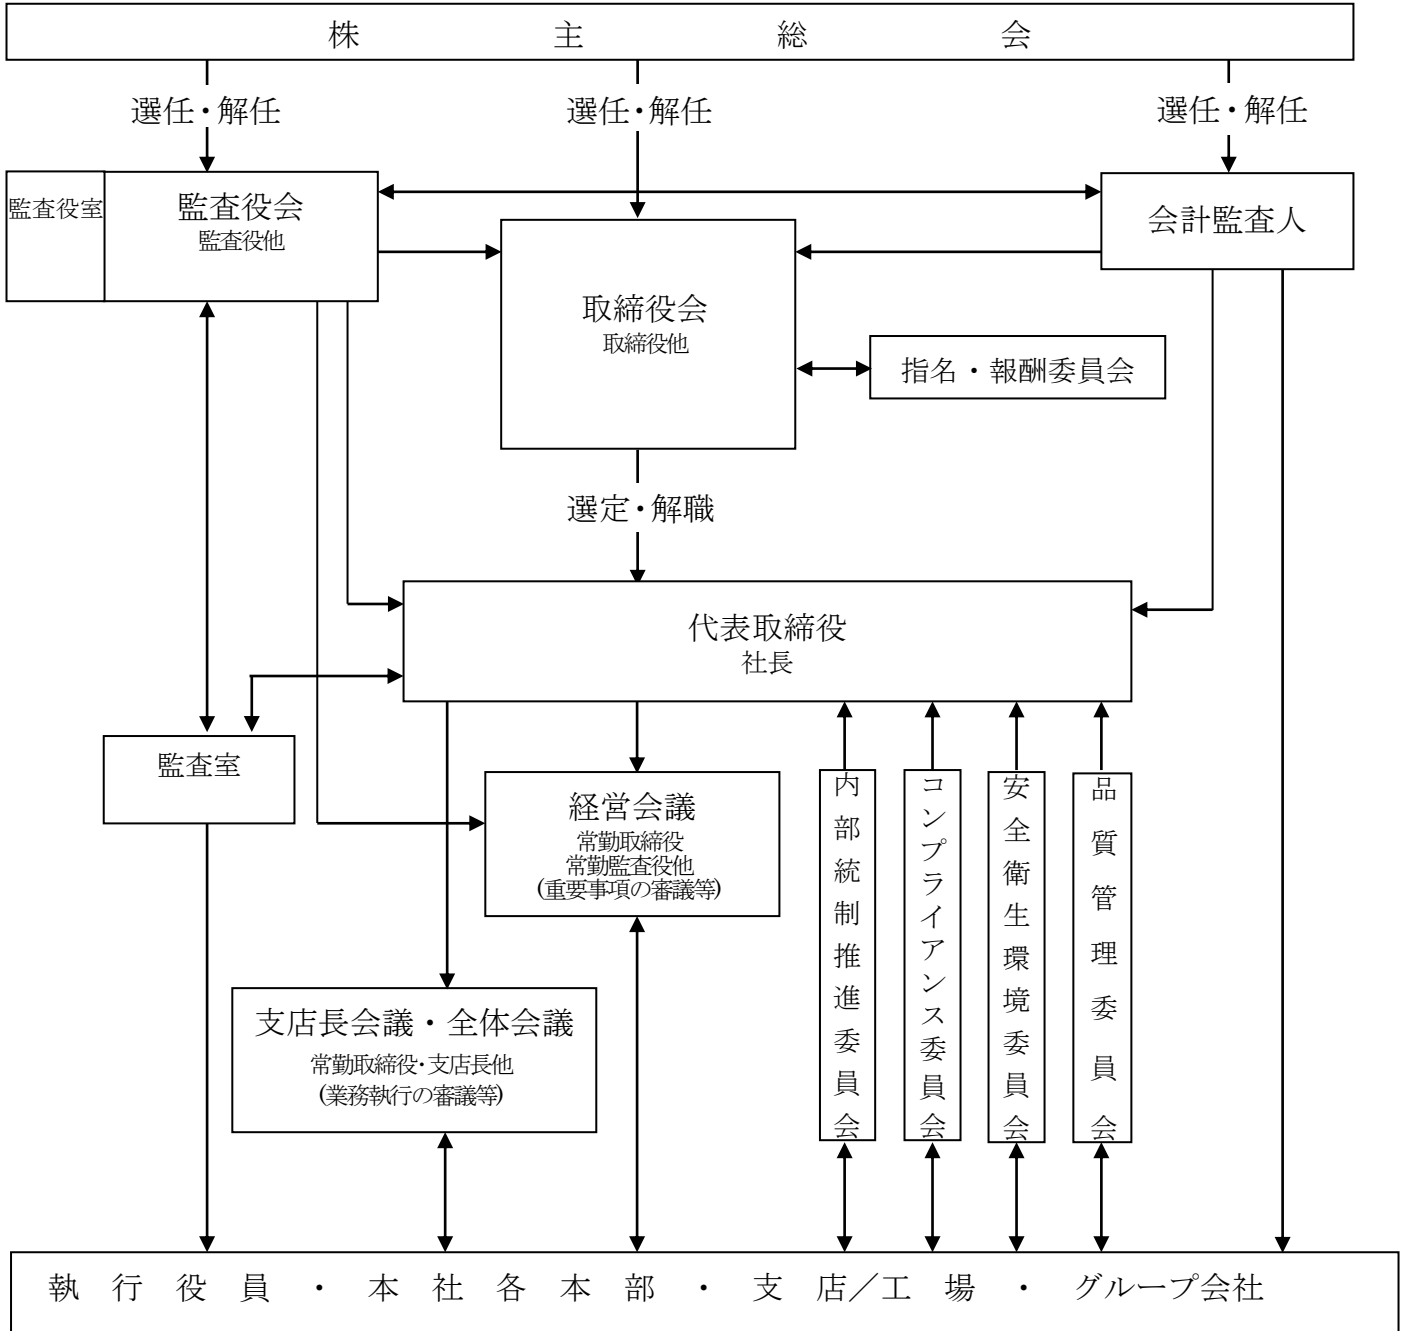 株主総会
選任・解任
選任・解任
選任・解任
監査役室
監査役会
監査役他
会計監査人
取締役会
取締役他
指名・報酬委員会
選定・解職
代表取締役
社長
監査室
経営会議
常勤取締役
常勤監査役他
(重要事項の審議等)
内部統制推進委員会
コンプライアンス委員会
安全衛生環境委員会
品質管理委員会
支店長会議・全体会議
常勤取締役・支店長他
(業務執行の審議等)
執行役員・本社各本部・支店／工場・グループ会社